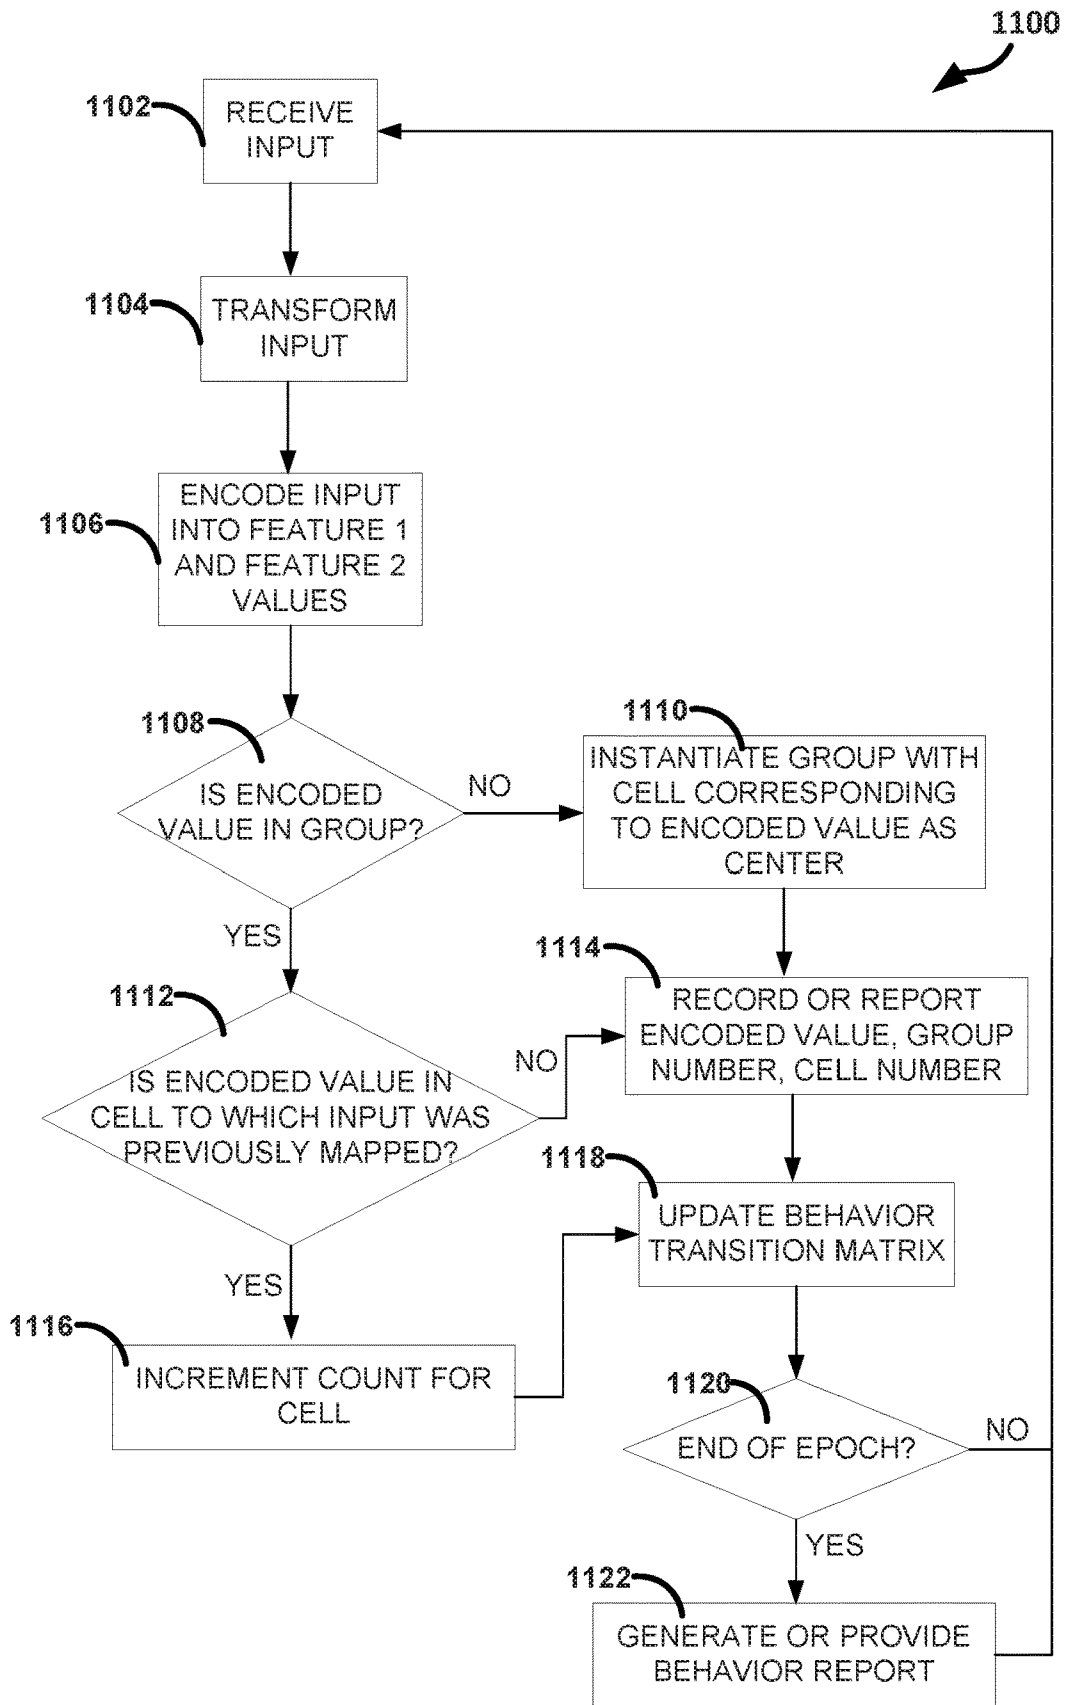 1100
1102
RECEIVE
INPUT
1104
TRANSFORM
INPUT
1106
ENCODE INPUT
INTO FEATURE 1
AND FEATURE 2
VALUES
1108
IS ENCODED
VALUE IN GROUP?
NO
1110
INSTANTIATE GROUP WITH
CELL CORRESPONDING
TO ENCODED VALUE AS
CENTER
YES
1112
IS ENCODED VALUE IN
CELL TO WHICH INPUT WAS
PREVIOUSLY MAPPED?
NO
1114
RECORD OR REPORT
ENCODED VALUE, GROUP
NUMBER, CELL NUMBER
YES
1116
INCREMENT COUNT FOR
CELL
1118
UPDATE BEHAVIOR
TRANSITION MATRIX
1120
END OF EPOCH?
NO
YES
1122
GENERATE OR PROVIDE
BEHAVIOR REPORT